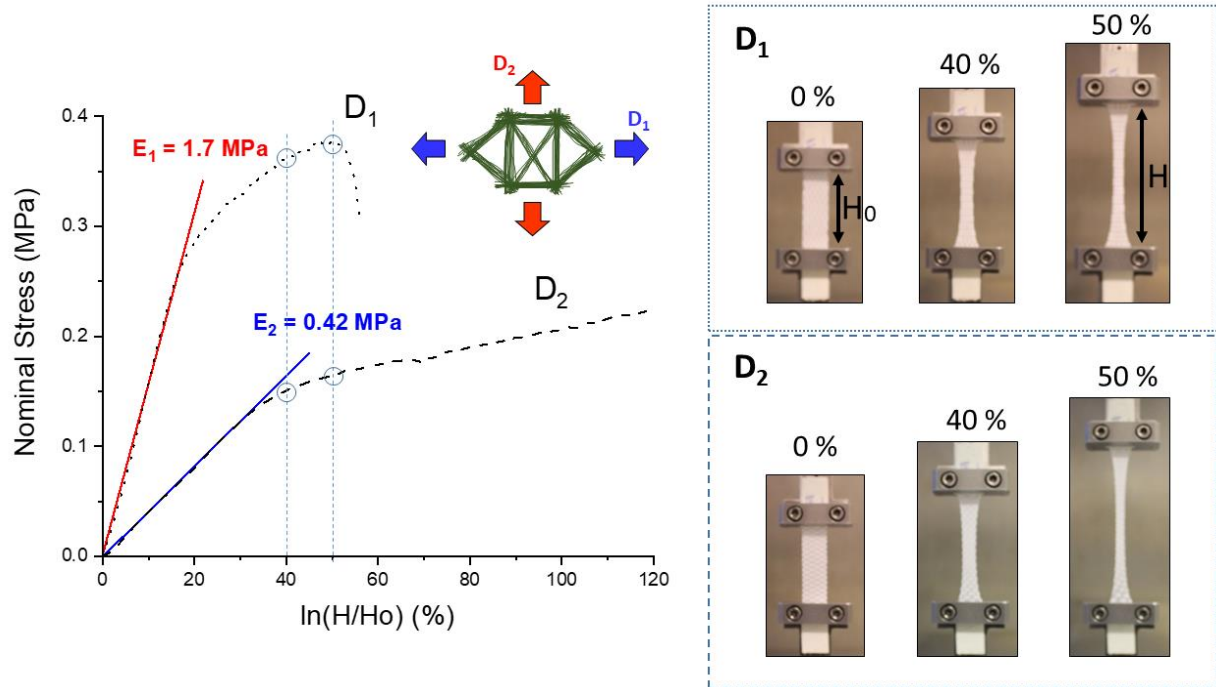 D₂
D₁
D₁
E₁ = 1.7 MPa
D₂
E₂ = 0.42 MPa
0.4
0.3
0.2
0.1
0.0
Nominal Stress (MPa)
0 20 40 60 80 100 120
ln(H/Ho) (%)
D₁
0 %
40 %
50 %
H₀
H
D₂
0 %
40 %
50 %